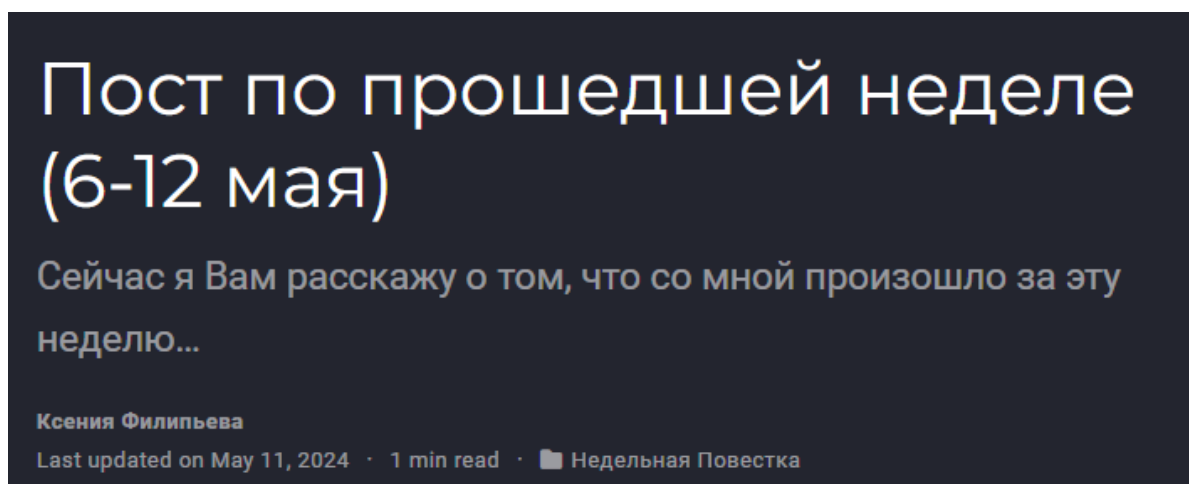 Пост по прошедшей неделе
(6-12 мая)
Сейчас я Вам расскажу о том, что со мной произошло за эту
неделю...
Ксения Филипьева
Last updated on May 11, 2024 · 1 min read · Недельная Повестка